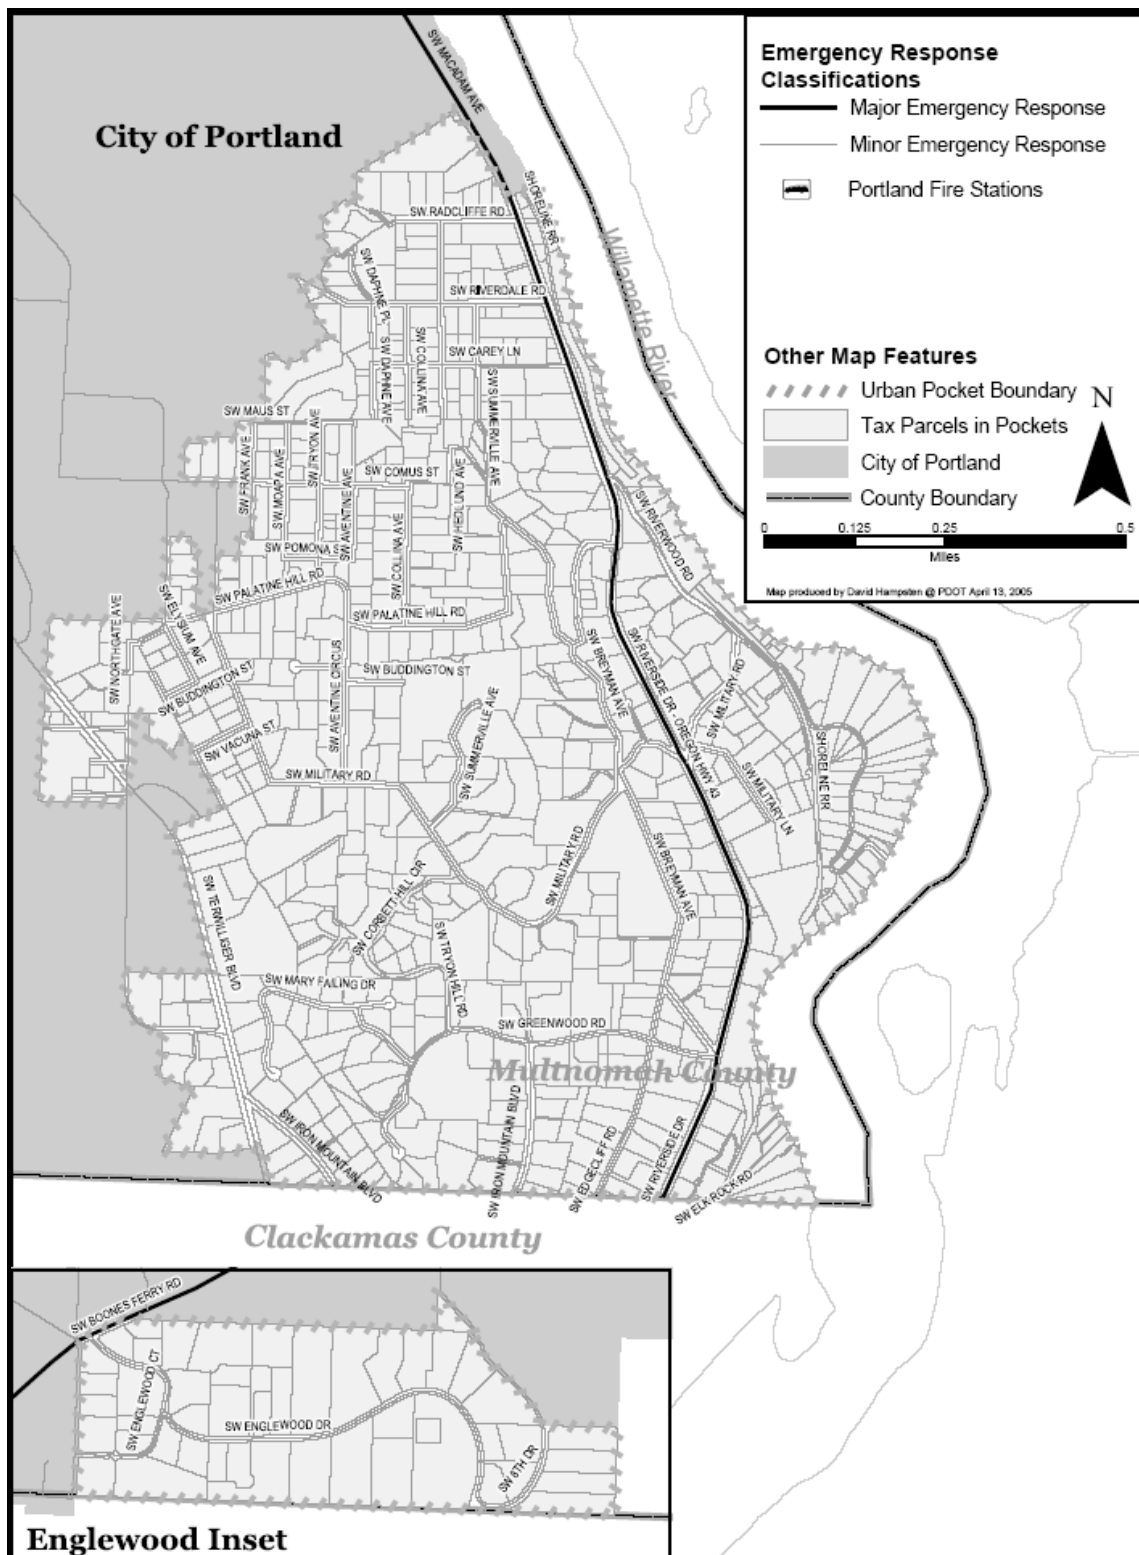 SW MACADAM AVE
City of Portland
Emergency Response
Classifications
Major Emergency Response
Minor Emergency Response
Portland Fire Stations
SHORELINE RR
SW RADCLIFFE RD
Willamette River
SW DAPHNE PL
SW RIVERDALE RD
SW COLLINA AVE
SW DAPHNE AVE
SW CAREY LN
SW SUMMERVILLE AVE
Other Map Features
Urban Pocket Boundary
N
Tax Parcels in Pockets
City of Portland
County Boundary
0 0.125 0.25 0.5
Miles
Map produced by David Hampsten @ PDOT April 13, 2005
SW MAUS ST
SW FRANK AVE
SW MOAPA AVE
SW TRYON AVE
SW AVENTINE AVE
SW COMUS ST
SW HEDLUND AVE
SW COLLINA AVE
SW POMONA S
SW RIVERWOOD RD
SW PALATINE HILL RD
SW PALATINE HILL RD
SW NORTHGATE AVE
SW ELYSIUM AVE
SW BUDDINGTON ST
SW BUDDINGTON ST
SW AVENTINE CIRCUS
SW BREYMAN AVE
SW RIVERSIDE DR - OREGON HWY 43
SW MILITARY RD
SW VACUNA ST
SW SUMMERVILLE AVE
SW MILITARY RD
SW MILITARY LN
SHORELINE RR
SW MILITARY RD
SW BREYMAN AVE
SW TERWILLIGER BLVD
SW CORBETT HILL CIR
SW TRYON HILL RD
SW MARY FAILING DR
SW GREENWOOD RD
Multnomah County
SW IRON MOUNTAIN BLVD
SW IRON MOUNTAIN BLVD
SW EDGECLIFF RD
SW RIVERSIDE DR
SW ELK ROCK RD
Clackamas County
SW BOONES FERRY RD
SW ENGLEWOOD CT
SW ENGLEWOOD DR
SW 8TH DR
Englewood Inset